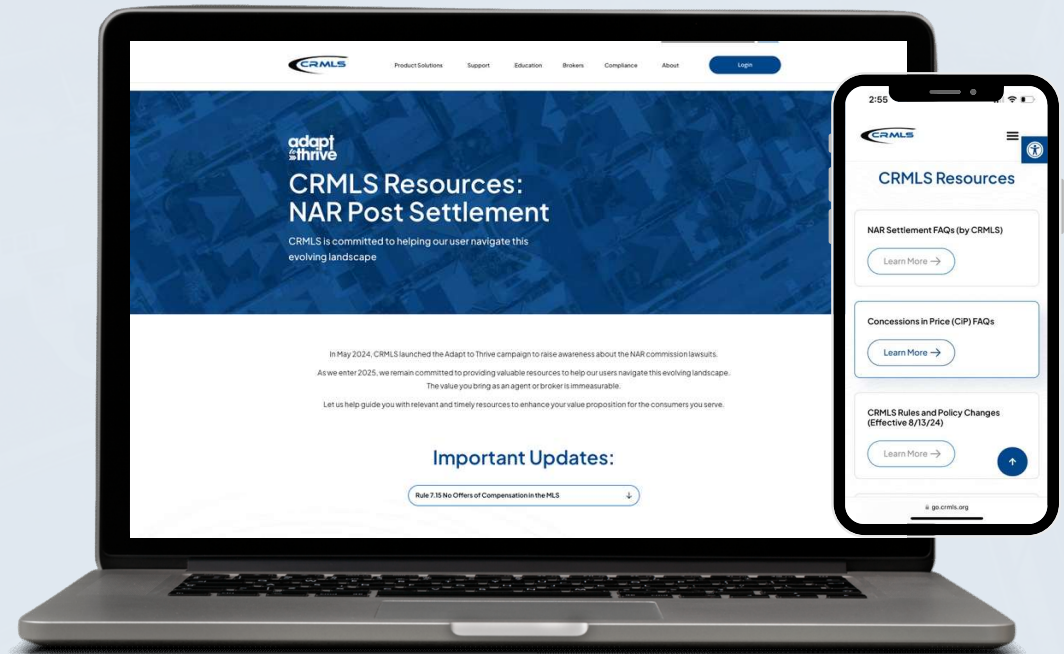 CRMLS
Product Solutions Support Education Brokers Compliance About Login
adapt
to thrive
CRMLS Resources:
NAR Post Settlement
CRMLS is committed to helping our user navigate this
evolving landscape
In May 2024, CRMLS launched the Adapt to Thrive campaign to raise awareness about the NAR commission lawsuits.
As we enter 2025, we remain committed to providing valuable resources to help our users navigate this evolving landscape.
The value you bring as an agent or broker is immeasurable.
Let us help guide you with relevant and timely resources to enhance your value proposition for the consumers you serve.
Important Updates:
Rule 7.15 No Offers of Compensation in the MLS
2:55
CRMLS
CRMLS Resources
NAR Settlement FAQs (by CRMLS)
Learn More →
Concessions in Price (CiP) FAQs
Learn More →
CRMLS Rules and Policy Changes
(Effective 8/13/24)
Learn More →
go.crmls.org